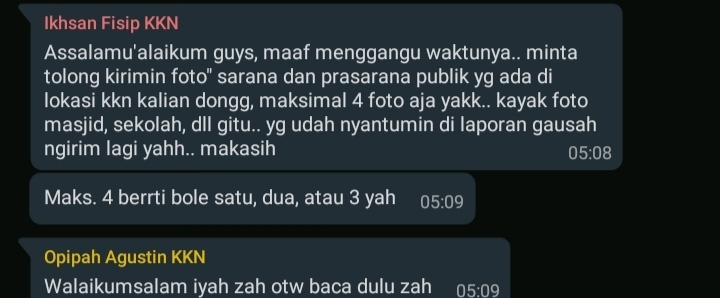 Ikhsan Fisip KKN
Assalamu'alaikum guys, maaf menggangu waktunya.. minta
tolong kirimin foto" sarana dan prasarana publik yg ada di
lokasi kkn kalian dongg, maksimal 4 foto aja yakk.. kayak foto
masjid, sekolah, dll gitu.. yg udah nyantumin di laporan gausah
ngirim lagi yahh.. makasih
05:08
Maks. 4 berrti bole satu, dua, atau 3 yah 05:09
Opipah Agustin KKN
Walaikumsalam iyah zah otw baca dulu zah 05:09